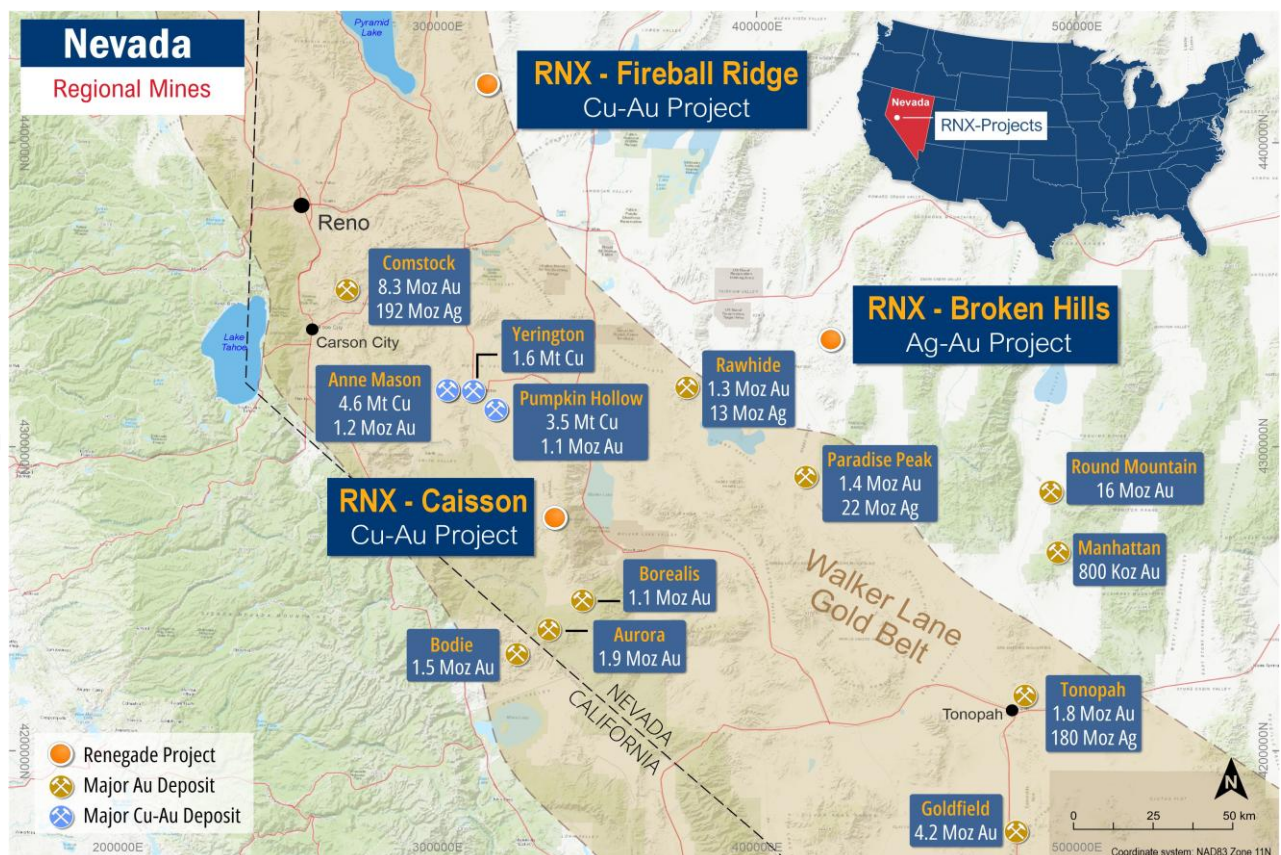 Nevada
Regional Mines
Pyramid
Lake
300000E
400000E
500000E
RNX - Fireball Ridge
Cu-Au Project
Nevada
RNX-Projects
4400000N
4400000N
Reno
Comstock
8.3 Moz Au
192 Moz Ag
Carson City
Lake
Tahoe
Yerington
1.6 Mt Cu
Anne Mason
4.6 Mt Cu
1.2 Moz Au
Pumpkin Hollow
3.5 Mt Cu
1.1 Moz Au
RNX - Broken Hills
Ag-Au Project
Rawhide
1.3 Moz Au
13 Moz Ag
4300000N
4300000N
Paradise Peak
1.4 Moz Au
22 Moz Ag
Round Mountain
16 Moz Au
RNX - Caisson
Cu-Au Project
Manhattan
800 Koz Au
Walker Lane
Gold Belt
Borealis
1.1 Moz Au
Aurora
1.9 Moz Au
Bodie
1.5 Moz Au
NEVADA
CALIFORNIA
Tonopah
Tonopah
1.8 Moz Au
180 Moz Ag
4200000N
4200000N
Renegade Project
Major Au Deposit
Major Cu-Au Deposit
Goldfield
4.2 Moz Au
N
0 25 50 km
200000E
300000E
400000E
500000E
Coordinate system: NAD83 Zone 11N